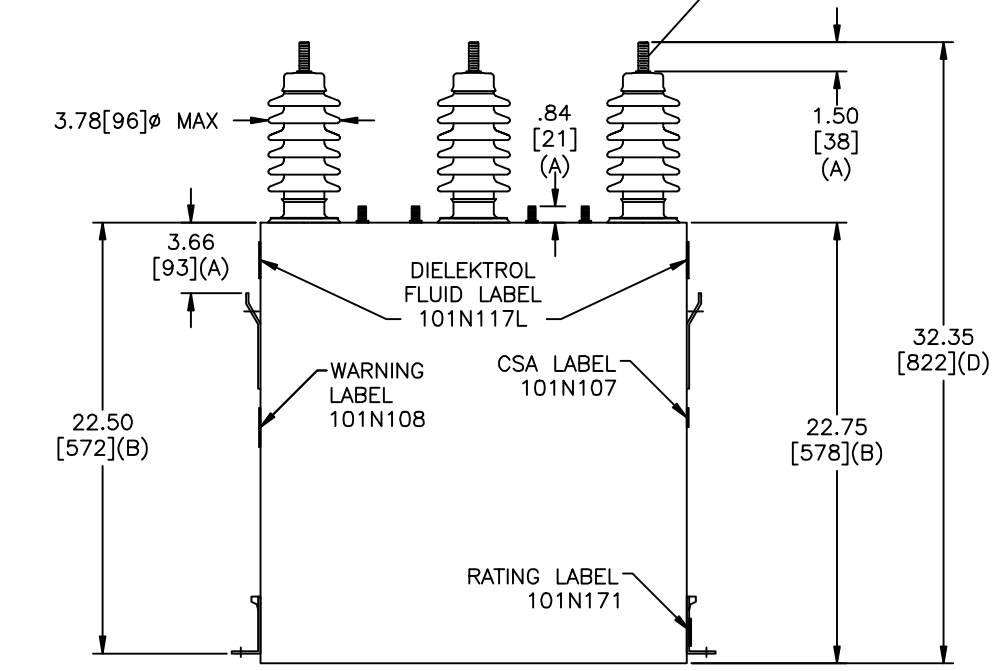 3.78[96]ø MAX
.84
[21]
(A)
1.50
[38]
(A)
3.66
[93](A)
DIELEKTROL
FLUID LABEL
101N117L
32.35
[822](D)
WARNING
LABEL
101N108
CSA LABEL
101N107
22.50
[572](B)
22.75
[578](B)
RATING LABEL
101N171